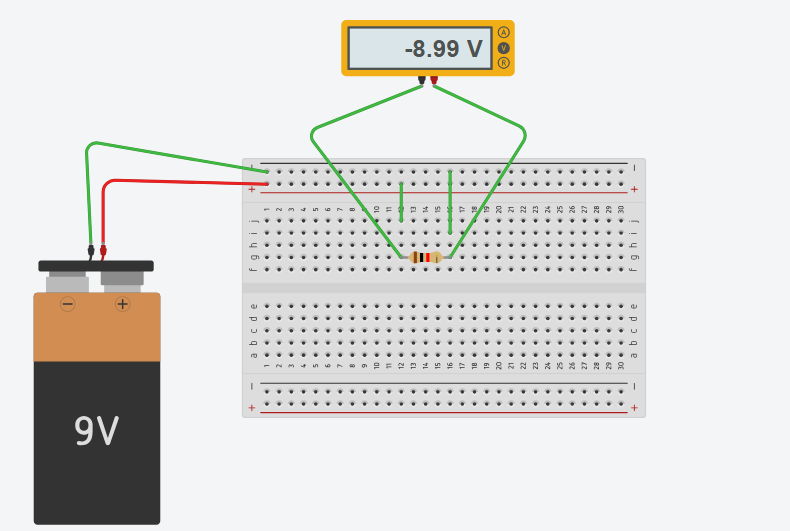 -8.99 V
A
V
R
− −
+ +
1 2 3 4 5 6 7 8 9 10 11 12 13 14 15 16 17 18 19 20 21 22 23 24 25 26 27 28 29 30
j j
i i
h h
g g
f f
− +
e e
d d
c c
b b
a a
1 2 3 4 5 6 7 8 9 10 11 12 13 14 15 16 17 18 19 20 21 22 23 24 25 26 27 28 29 30
− −
+ +
9V